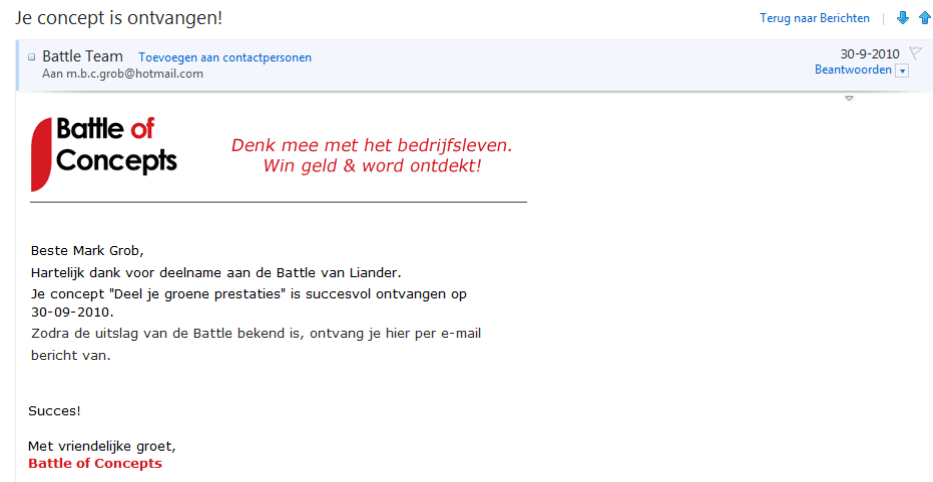 Je concept is ontvangen!
Terug naar Berichten
Battle Team Toevoegen aan contactpersonen
30-9-2010
Aan m.b.c.grob@hotmail.com
Beantwoorden
Battle of
Concepts
Denk mee met het bedrijfsleven.
Win geld & word ontdekt!
Beste Mark Grob,
Hartelijk dank voor deelname aan de Battle van Liander.
Je concept "Deel je groene prestaties" is succesvol ontvangen op
30-09-2010.
Zodra de uitslag van de Battle bekend is, ontvang je hier per e-mail
bericht van.
Succes!
Met vriendelijke groet,
Battle of Concepts